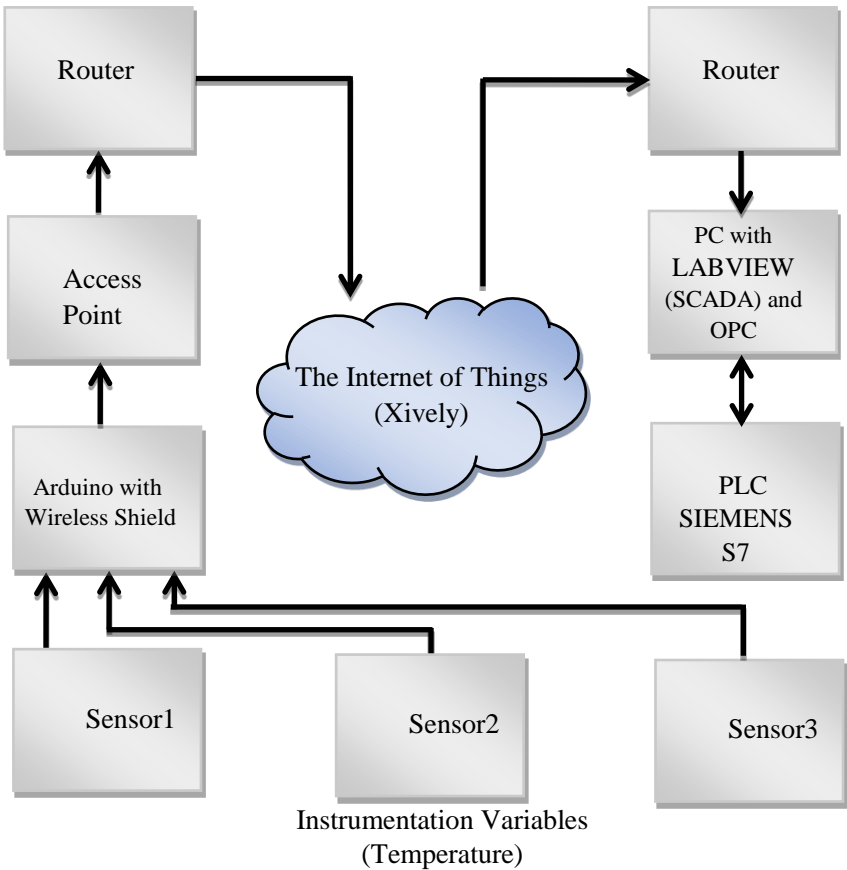 Router
Router
Access
Point
PC with
LABVIEW
(SCADA) and
OPC
The Internet of Things
(Xively)
Arduino with
Wireless Shield
PLC
SIEMENS
S7
Sensor1
Sensor2
Sensor3
Instrumentation Variables
(Temperature)